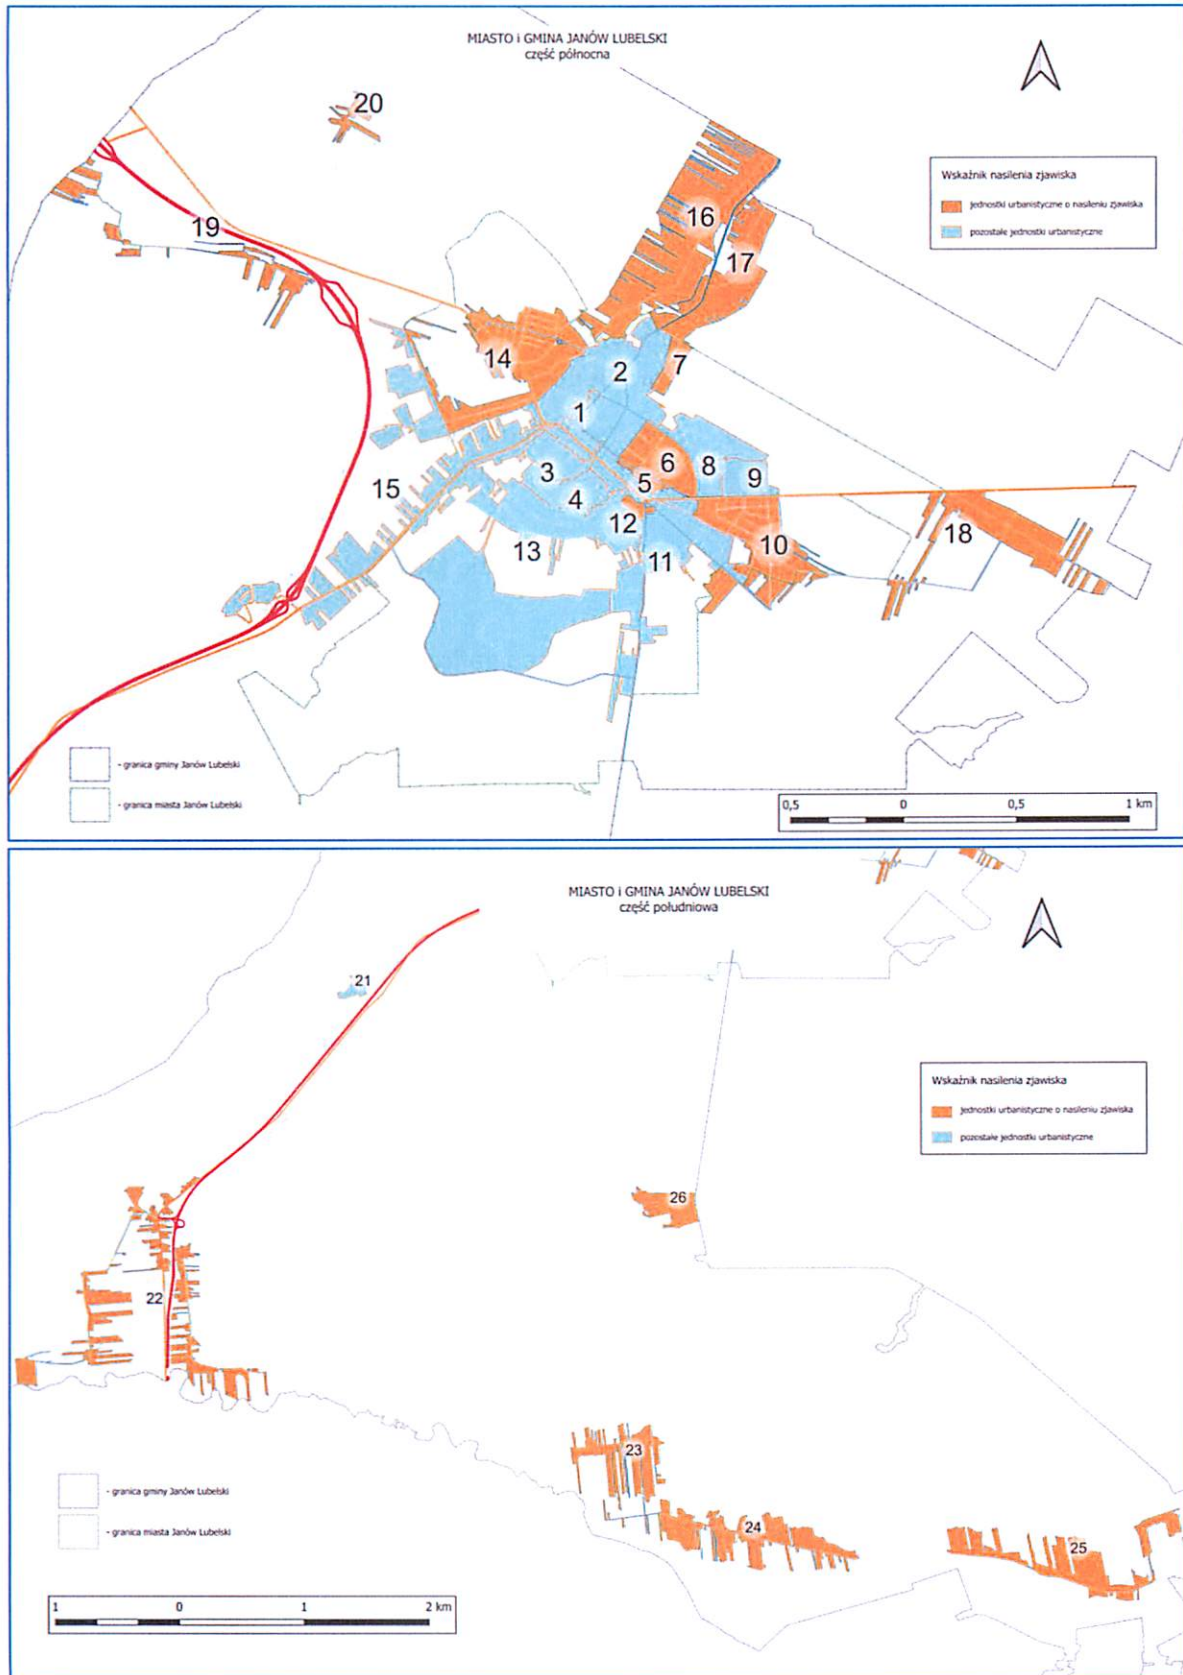 MIASTO i GMINA JANÓW LUBELSKI
część północna
20
Wskaźnik nasilenia zjawiska
jednostki urbanistyczne o nasileniu zjawiska
pozostałe jednostki urbanistyczne
19
16
17
14
2
7
1
6
8
9
3
5
15
4
12
18
13
11
10
- granica gminy Janów Lubelski
- granica miasta Janów Lubelski
0,5 0 0,5 1 km
MIASTO i GMINA JANÓW LUBELSKI
część południowa
21
Wskaźnik nasilenia zjawiska
jednostki urbanistyczne o nasileniu zjawiska
pozostałe jednostki urbanistyczne
26
22
23
24
25
- granica gminy Janów Lubelski
- granica miasta Janów Lubelski
1 0 1 2 km